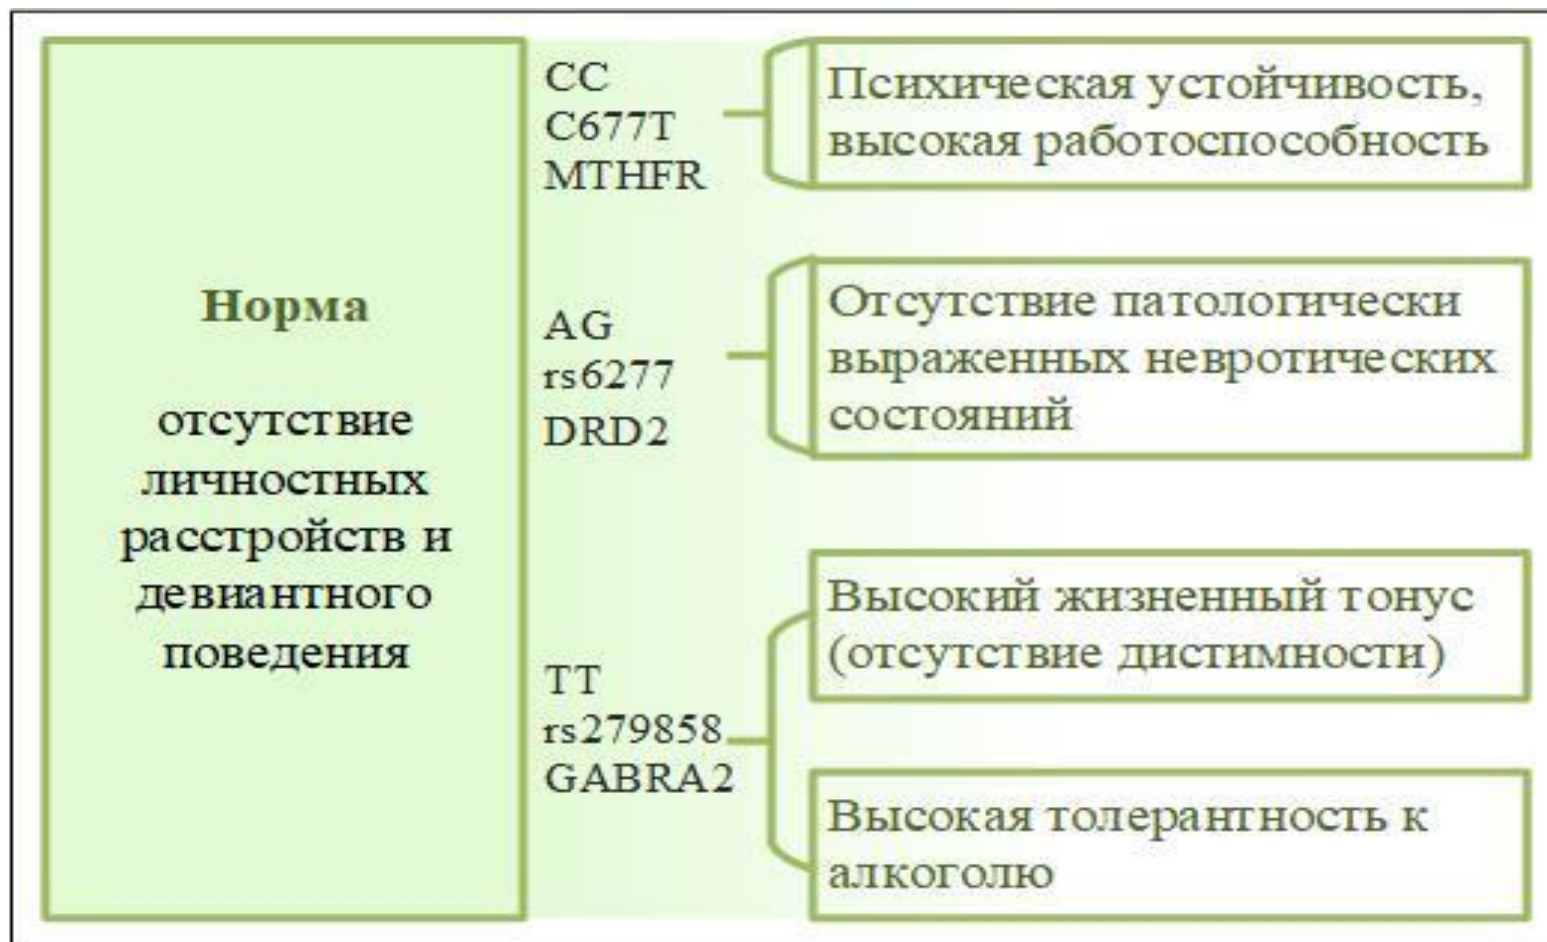 Норма
отсутствие
личностных
расстройств и
девиантного
поведения
CC
C677T
MTHFR
Психическая устойчивость,
высокая работоспособность
AG
rs6277
DRD2
Отсутствие патологически
выраженных невротических
состояний
TT
rs279858
GABRA2
Высокий жизненный тонус
(отсутствие дистимности)
Высокая толерантность к
алкоголю